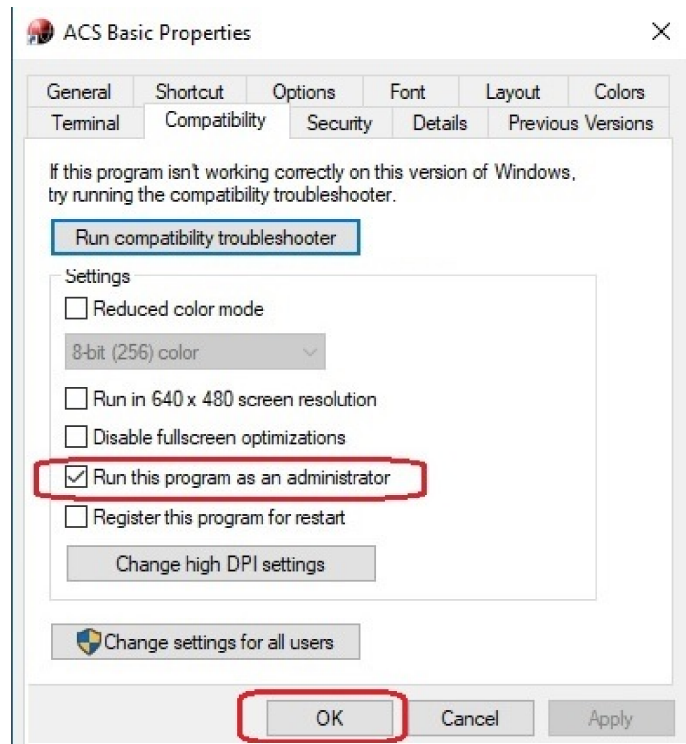 ACS Basic Properties
General Shortcut Options Font Layout Colors
Terminal Compatibility Security Details Previous Versions
If this program isn't working correctly on this version of Windows,
try running the compatibility troubleshooter.
Run compatibility troubleshooter
Settings
Reduced color mode
8-bit (256) color
Run in 640 x 480 screen resolution
Disable fullscreen optimizations
Run this program as an administrator
Register this program for restart
Change high DPI settings
Change settings for all users
OK Cancel Apply